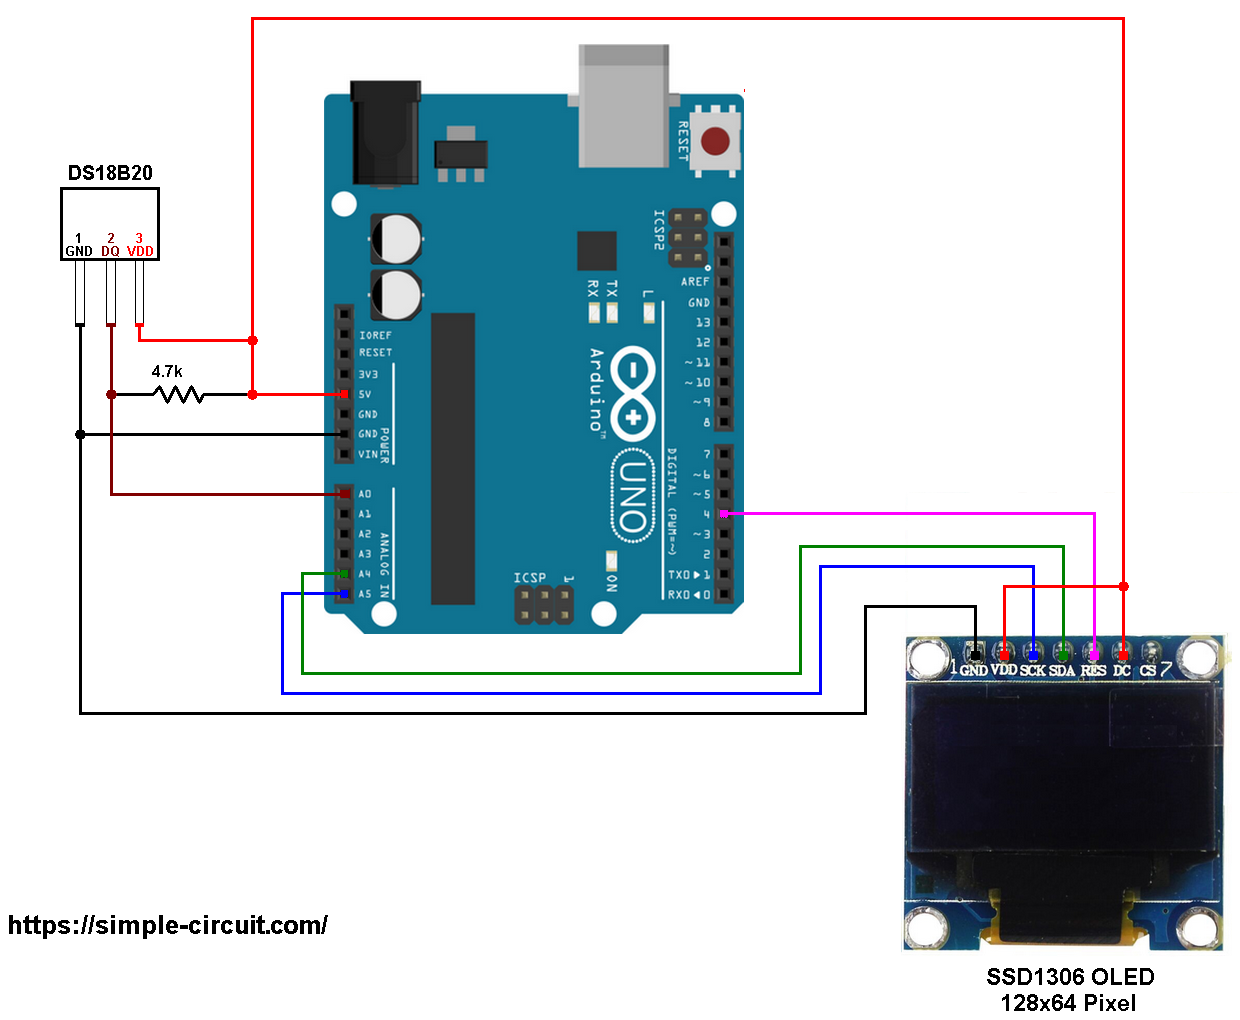 DS18B20
1 2 3
GND DQ VDD
4.7k
RESET
ICSP2
AREF
GND
13
12
~11
~10
~9
8
7
~6
~5
4
~3
2
TX0▶1
RX0◀0
DIGITAL (PWM=~)
RX
TX
L
Arduino™
UNO
ON
ICSP
1
IOREF
RESET
3V3
5V
GND
GND
VIN
POWER
A0
A1
A2
A3
A4
A5
ANALOG IN
1 GND VDD SCK SDA RES DC CS 7
https://simple-circuit.com/
SSD1306 OLED
128x64 Pixel